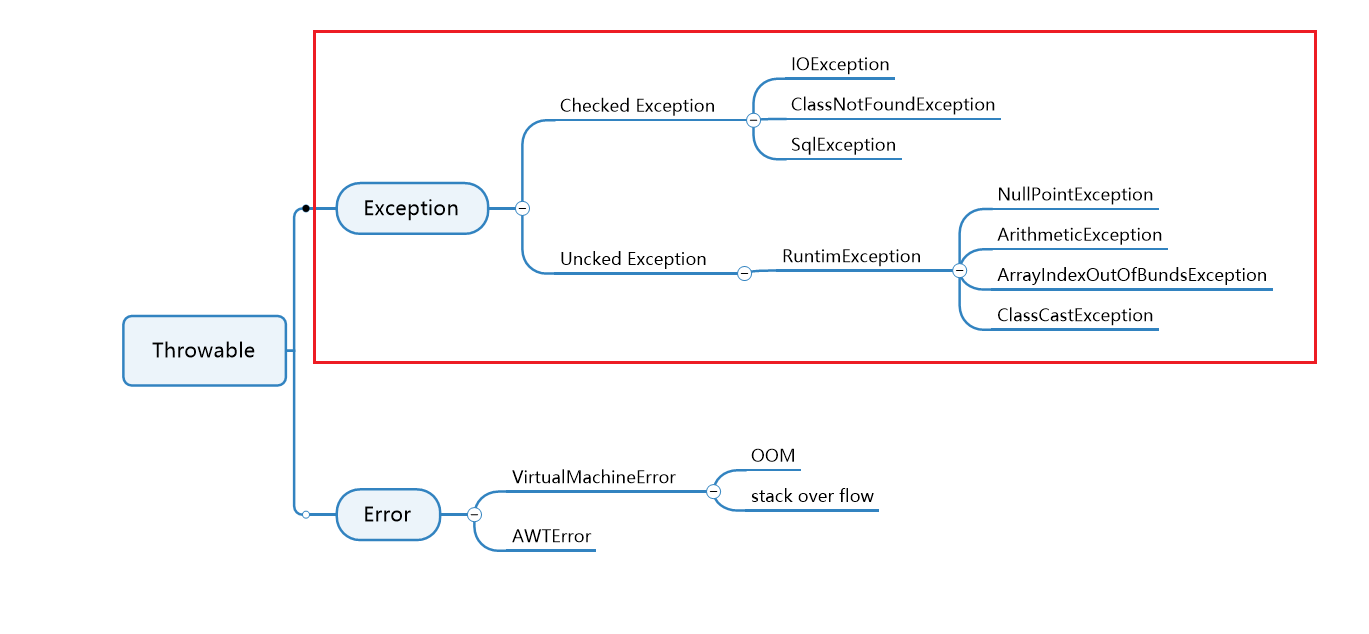 Throwable
Exception
Checked Exception
IOException
ClassNotFoundException
SqlException
Uncked Exception
RuntimException
NullPointException
ArithmeticException
ArrayIndexOutOfBundsException
ClassCastException
Error
VirtualMachineError
OOM
stack over flow
AWTError